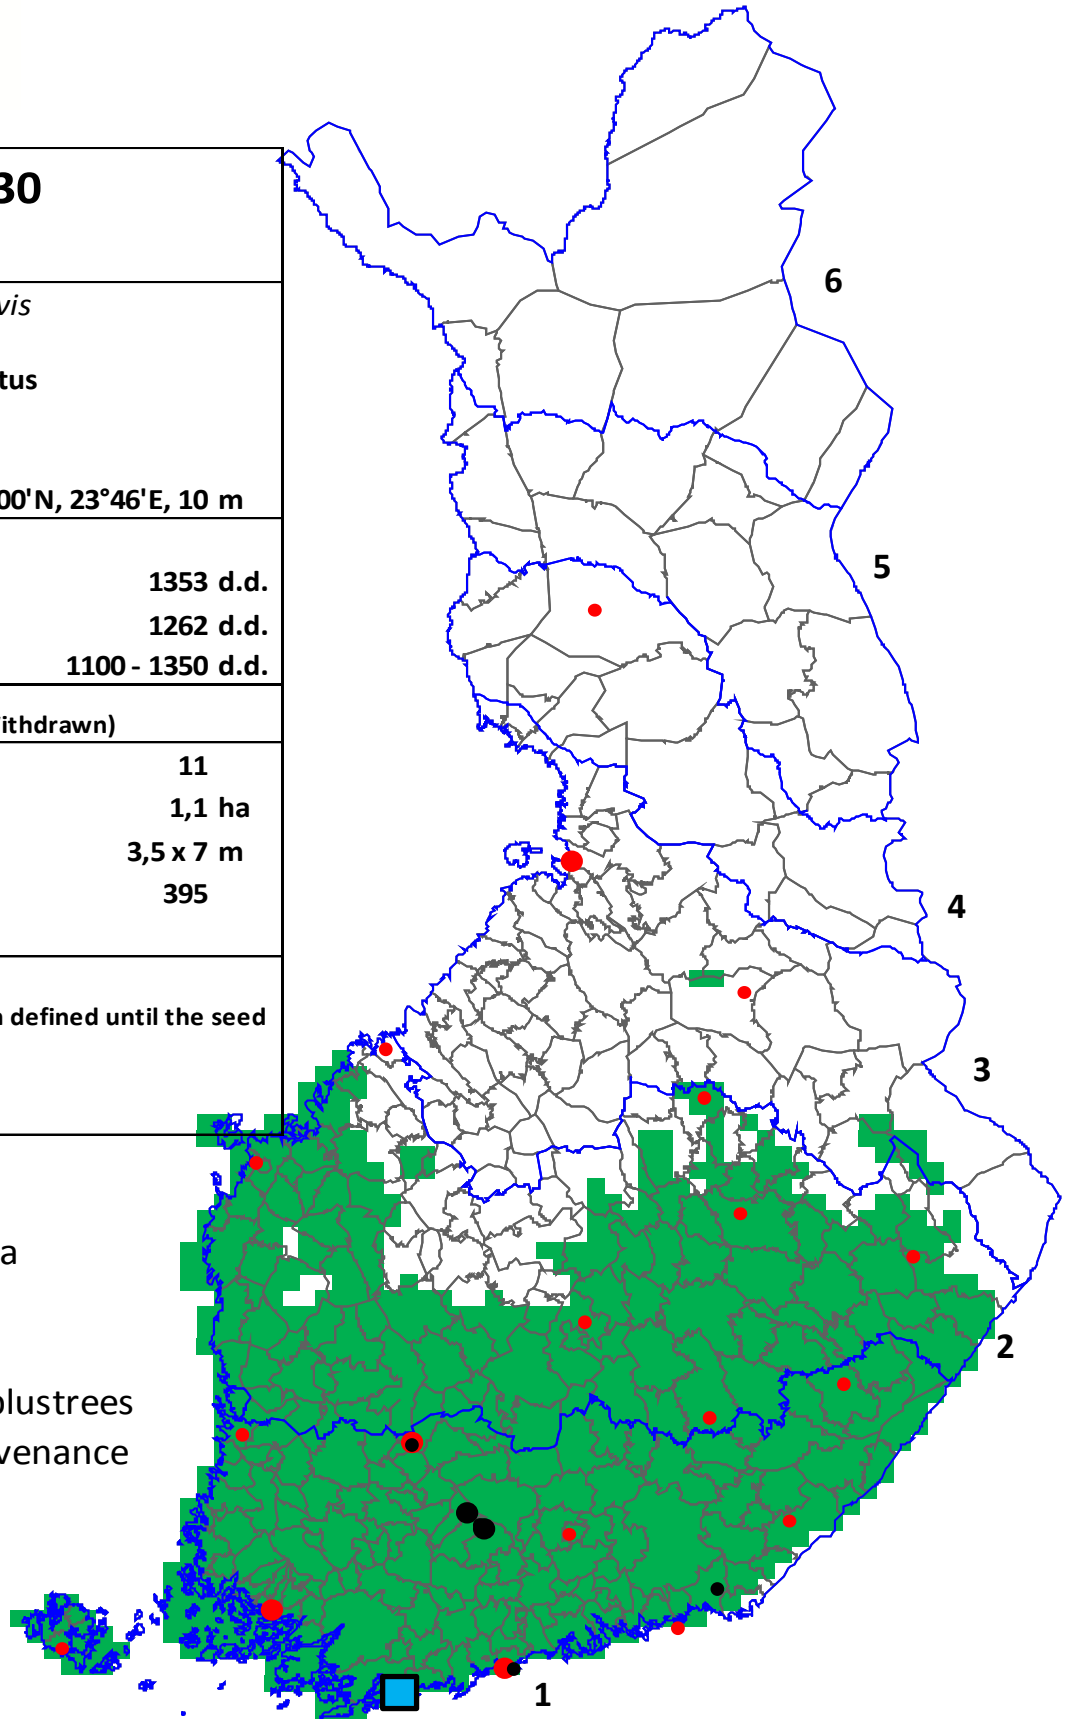 30
vis
tus
00'N, 23°46'E, 10 m
1353 d.d.
1262 d.d.
1100 - 1350 d.d.
ithdrawn)
11
1,1 ha
3,5 x 7 m
395
defined until the seed
a
plustrees
venance
6
5
4
3
2
1